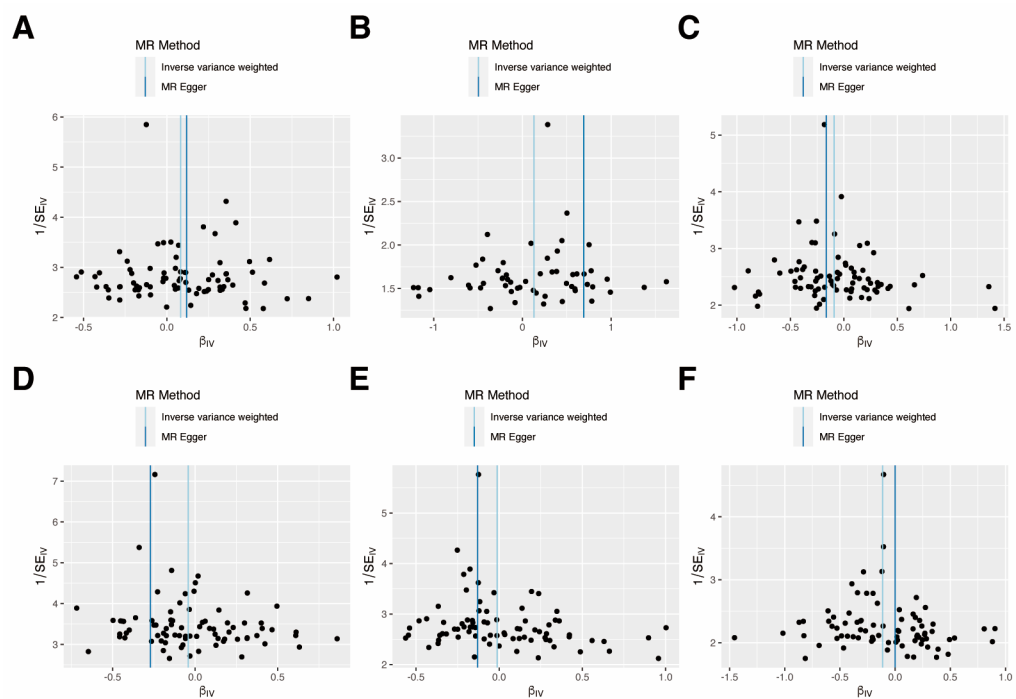 A
MR Method
Inverse variance weighted
MR Egger
6
5
4
3
2
1/SE_IV
-0.5
0.0
0.5
1.0
β_IV
B
MR Method
Inverse variance weighted
MR Egger
3.0
2.5
2.0
1.5
1/SE_IV
-1
0
1
β_IV
C
MR Method
Inverse variance weighted
MR Egger
5
4
3
2
1/SE_IV
-1.0
-0.5
0.0
0.5
1.0
1.5
β_IV
D
MR Method
Inverse variance weighted
MR Egger
7
6
5
4
3
1/SE_IV
-0.5
0.0
0.5
β_IV
E
MR Method
Inverse variance weighted
MR Egger
5
4
3
2
1/SE_IV
-0.5
0.0
0.5
1.0
β_IV
F
MR Method
Inverse variance weighted
MR Egger
4
3
2
1/SE_IV
-1.5
-1.0
-0.5
0.0
0.5
1.0
β_IV